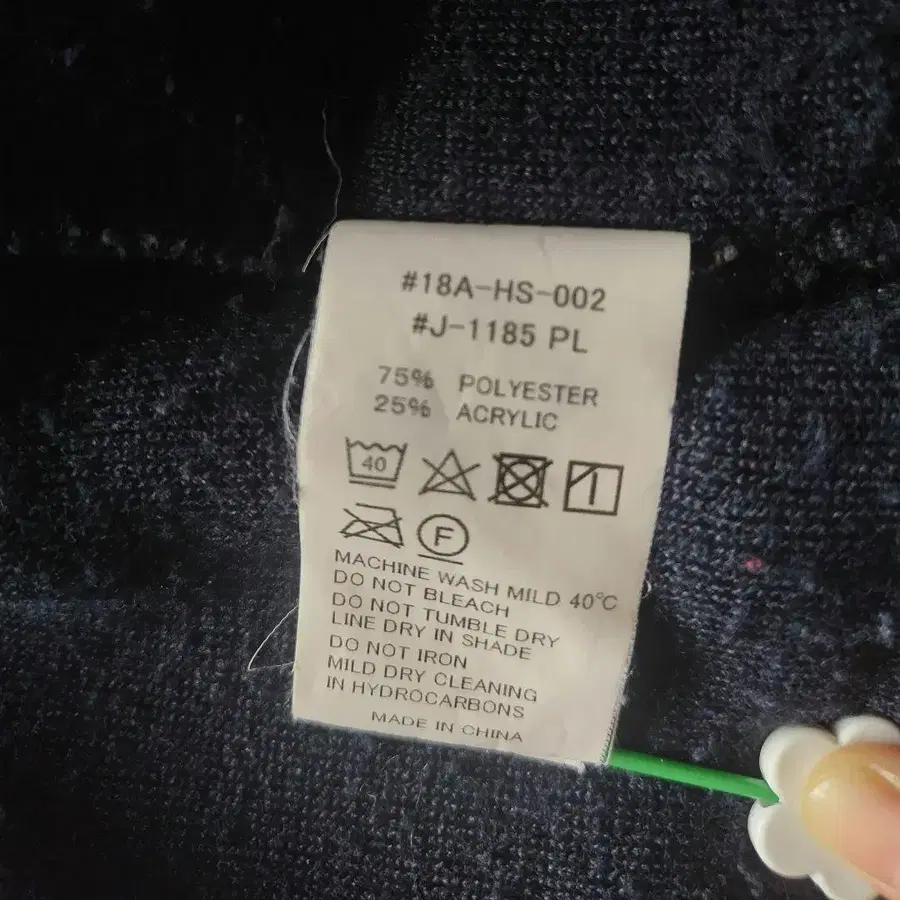 #18A-HS-002
#J-1185 PL
75% POLYESTER
25% ACRYLIC
40
F
MACHINE WASH MILD 40℃
DO NOT BLEACH
DO NOT TUMBLE DRY
LINE DRY IN SHADE
DO NOT IRON
MILD DRY CLEANING
IN HYDROCARBONS
MADE IN CHINA